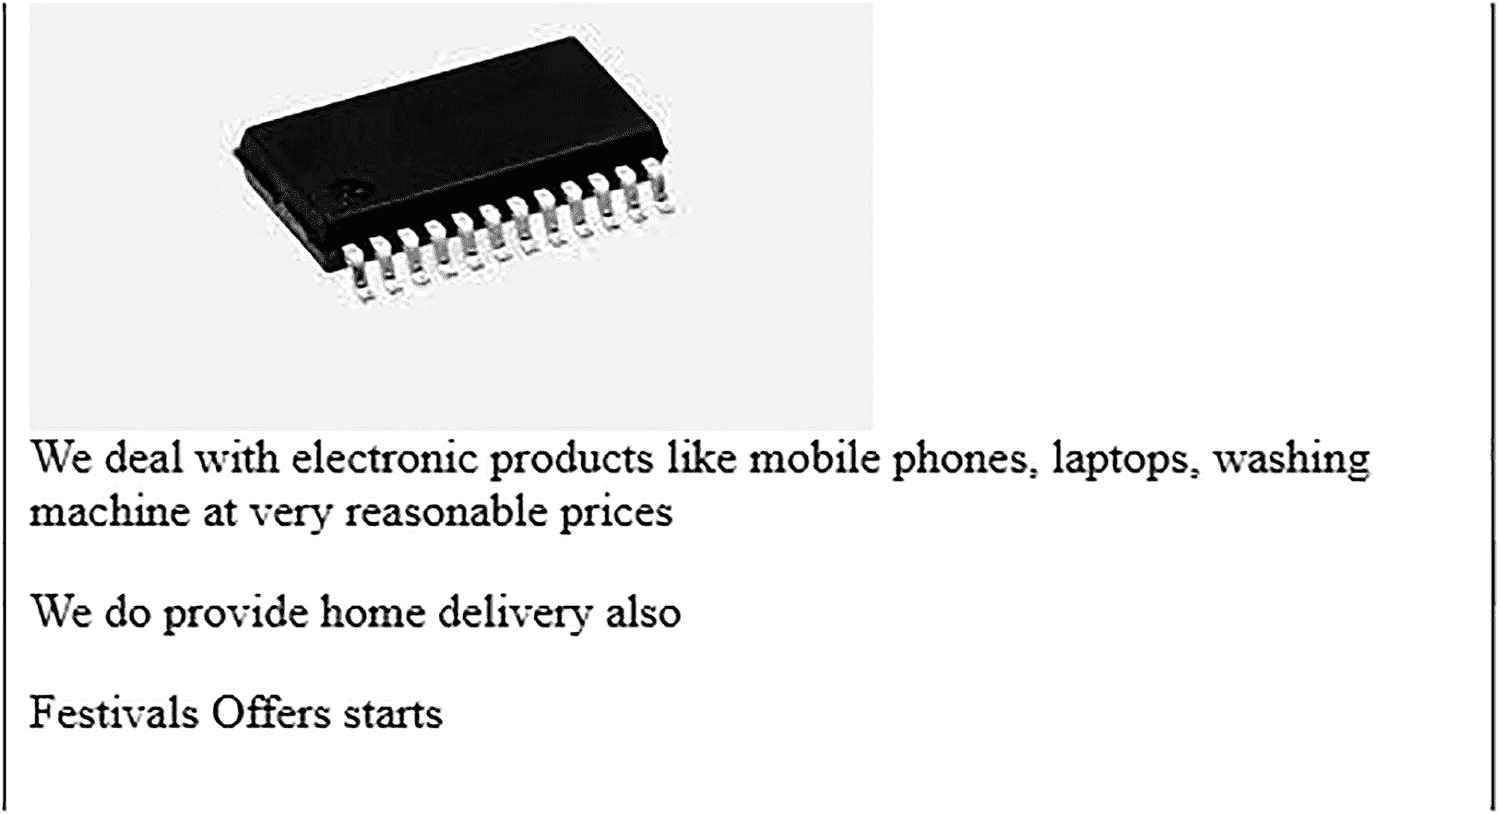 We deal with electronic products like mobile phones, laptops, washing
machine at very reasonable prices
We do provide home delivery also
Festivals Offers starts